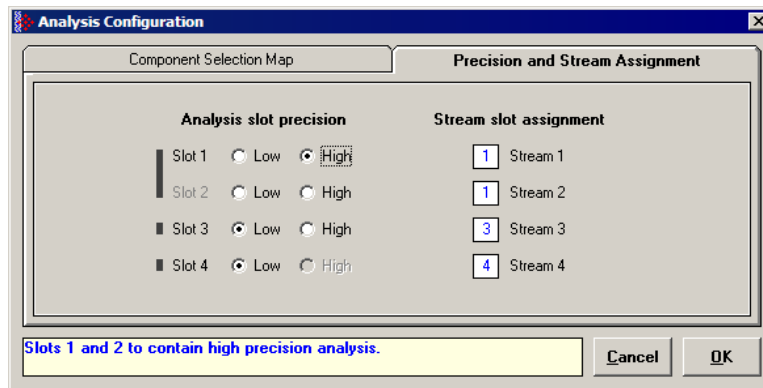 Analysis Configuration
Component Selection Map Precision and Stream Assignment
Analysis slot precision Stream slot assignment
Slot 1 Low High 1 Stream 1
Slot 2 Low High 1 Stream 2
Slot 3 Low High 3 Stream 3
Slot 4 Low High 4 Stream 4
Slots 1 and 2 to contain high precision analysis.
Cancel OK